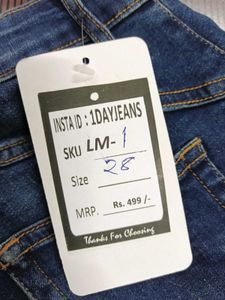 INSTA ID : 1DAYJEANS
SKU LM-1
Size 28
MRP. Rs. 499 /-
Thanks For Choosing